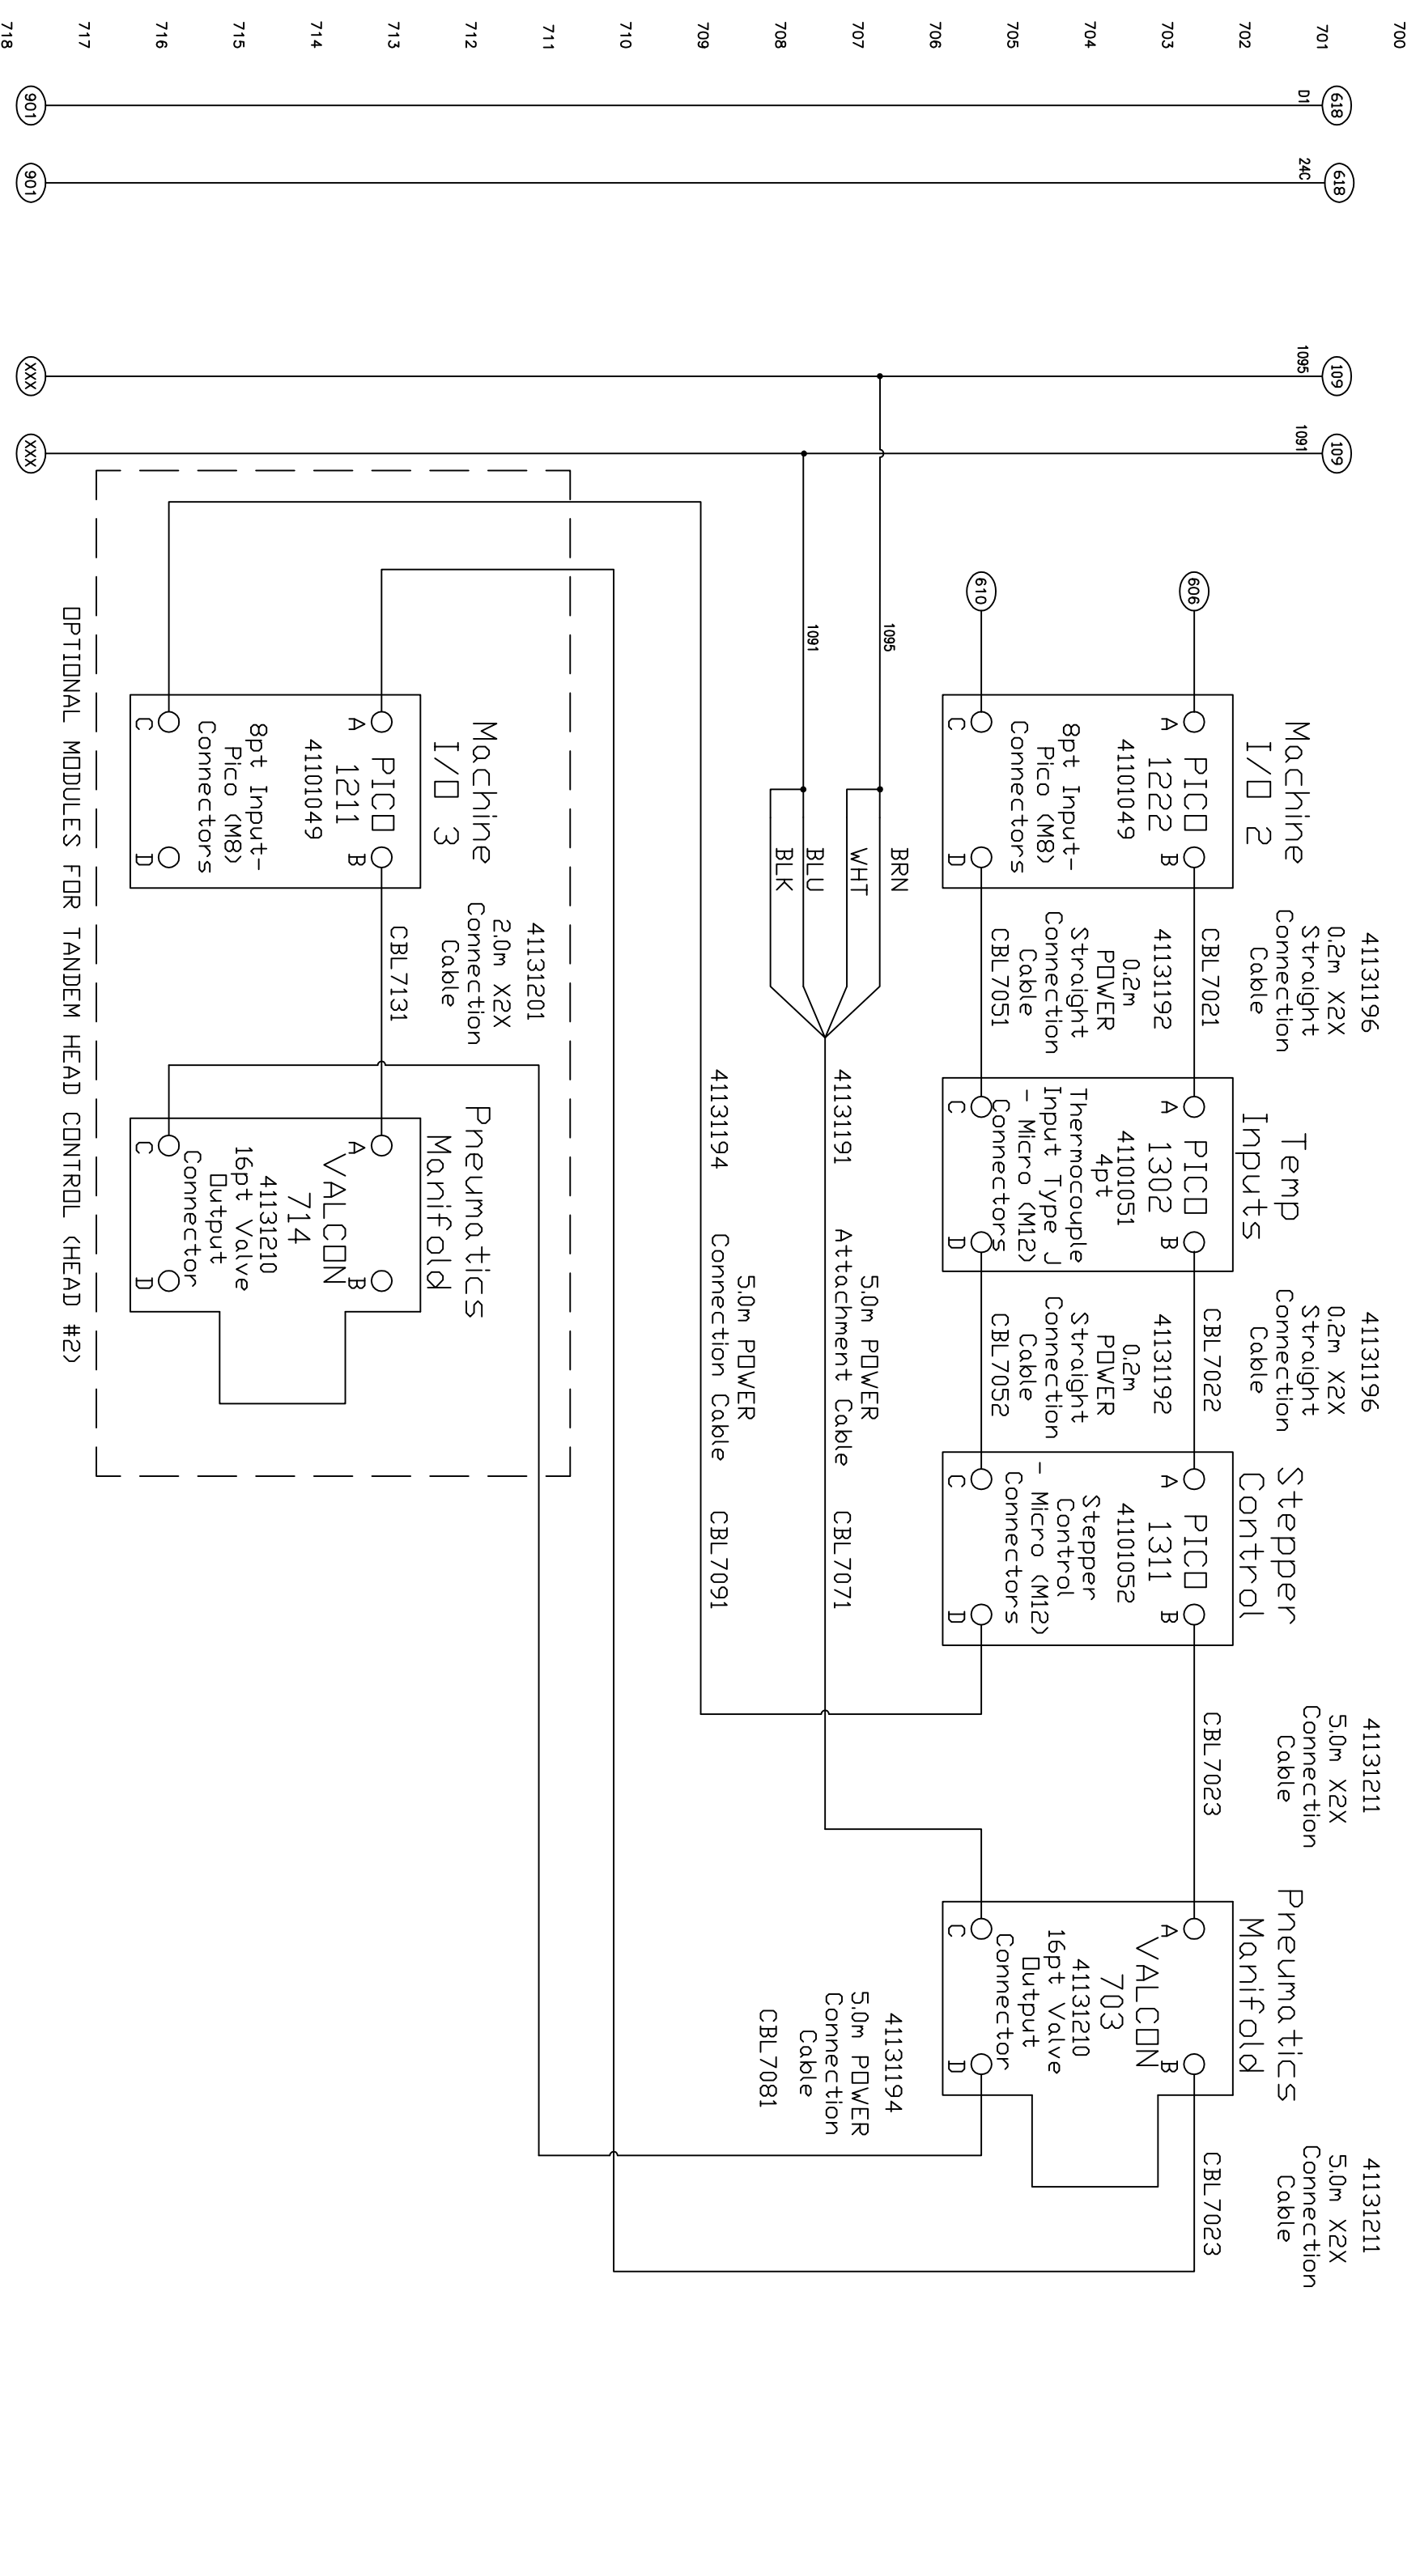 700
701
702
703
704
705
706
707
708
709
710
711
712
713
714
715
716
717
718
618
D1
901
618
24C
901
109
1095
XXX
109
1091
XXX
606
610
Machine
I/O 2
A PICO B
1222
41101049
8pt Input-
Pico (M8)
Connectors
C D
41131196
0.2m X2X
Straight
Connection
Cable
CBL7021
41131192
0.2m
POWER
Straight
Connection
Cable
CBL7051
Temp
Inputs
A PICO B
1302
41101051
4pt
Thermocouple
Input Type J
- Micro (M12)
Connectors
C D
41131196
0.2m X2X
Straight
Connection
Cable
CBL7022
41131192
0.2m
POWER
Straight
Connection
Cable
CBL7052
Stepper
Control
A PICO B
1311
41101052
Stepper
Control
- Micro (M12)
Connectors
C D
41131211
5.0m X2X
Connection
Cable
CBL7023
Pneumatics
Manifold
A B
VALCON
703
41131210
16pt Valve
Output
Connector
C D
41131211
5.0m X2X
Connection
Cable
CBL7023
1095
1091
BRN
WHT
BLU
BLK
5.0m POWER
41131191 Attachment Cable CBL7071
5.0m POWER
41131194 Connection Cable CBL7091
41131194
5.0m POWER
Connection
Cable
CBL7081
Machine
I/O 3
PICO
A 1211 B
41101049
8pt Input-
Pico (M8)
Connectors
C D
41131201
2.0m X2X
Connection
Cable
CBL7131
Pneumatics
Manifold
A B
VALCON
714
41131210
16pt Valve
Output
Connector
C D
OPTIONAL MODULES FOR TANDEM HEAD CONTROL (HEAD #2)